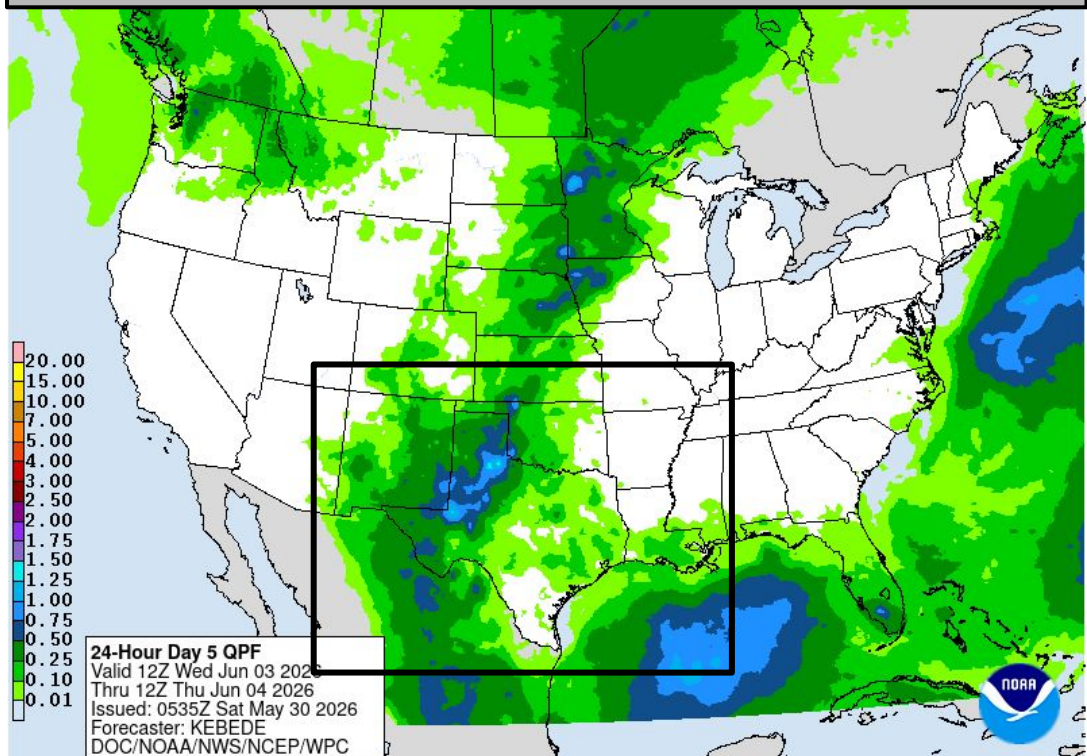 20.00
15.00
10.00
7.00
5.00
4.00
3.00
2.50
2.00
1.75
1.50
1.25
1.00
0.75
0.50
0.25
0.10
0.01
24-Hour Day 5 QPF
Valid 12Z Wed Jun 03 2026
Thru 12Z Thu Jun 04 2026
Issued: 0535Z Sat May 30 2026
Forecaster: KEBEDE
DOC/NOAA/NWS/NCEP/WPC
NOAA